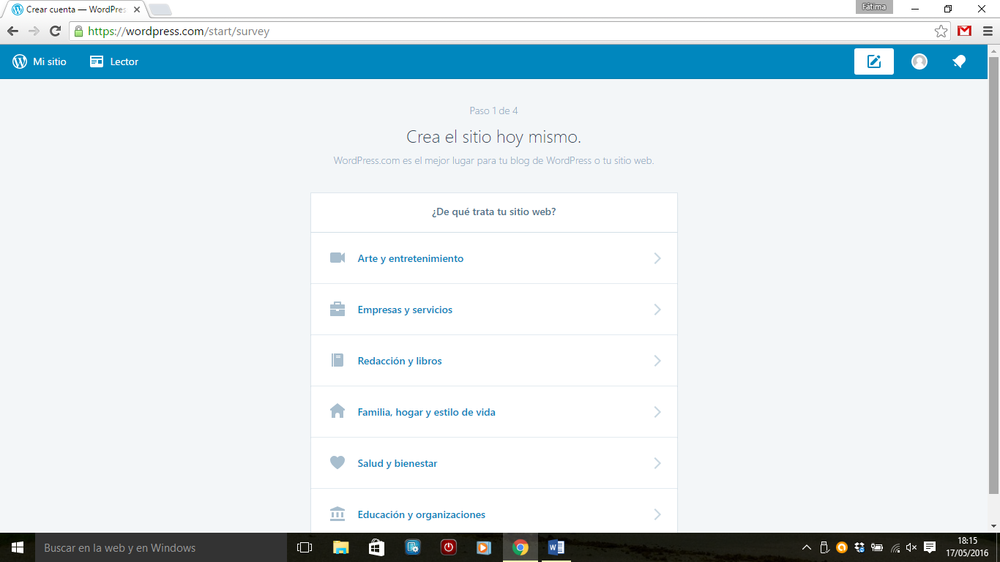 Crear cuenta — WordPres
Fátima
https://wordpress.com/start/survey
Mi sitio
Lector
Paso 1 de 4
Crea el sitio hoy mismo.
WordPress.com es el mejor lugar para tu blog de WordPress o tu sitio web.
¿De qué trata tu sitio web?
Arte y entretenimiento
Empresas y servicios
Redacción y libros
Familia, hogar y estilo de vida
Salud y bienestar
Educación y organizaciones
Buscar en la web y en Windows
18:15
17/05/2016